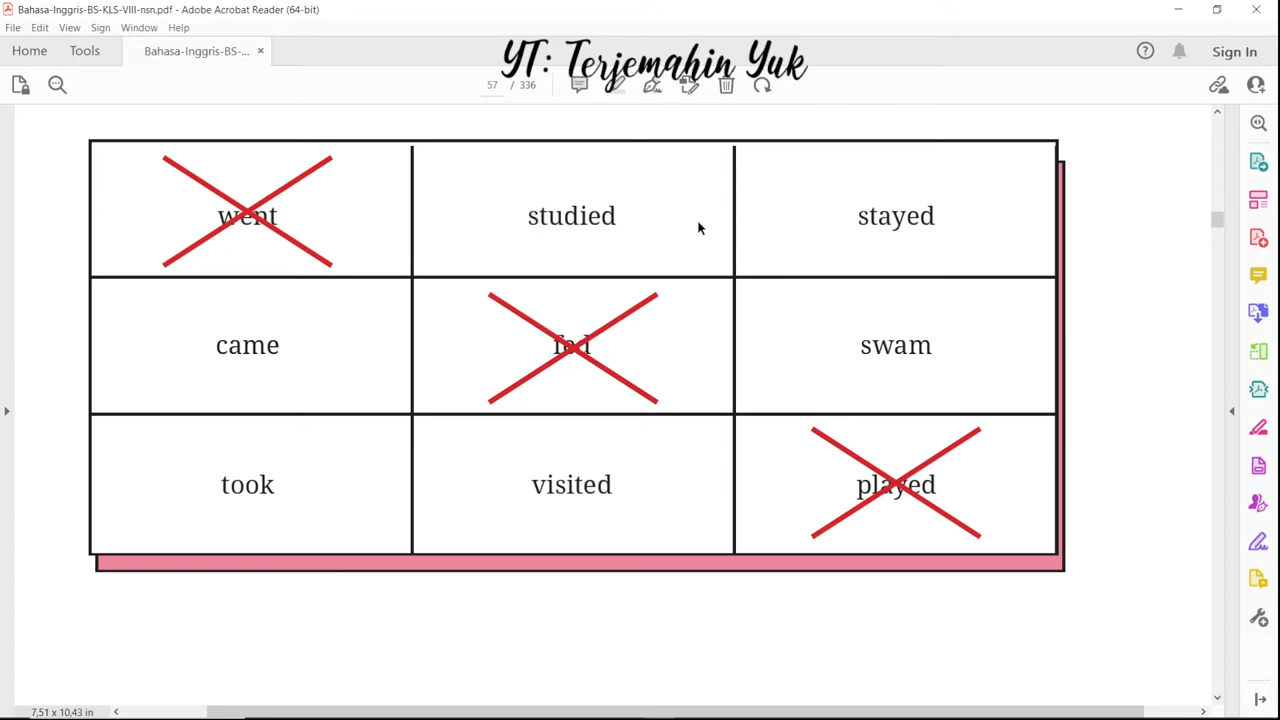 Bahasa-Inggris-BS-KLS-VIII-nsn.pdf - Adobe Acrobat Reader (64-bit)
File Edit View Sign Window Help
Home Tools Bahasa-Inggris-BS-... × Sign In
YT: Terjemahin Yuk
57 / 336
went studied stayed
came fed swam
took visited played
7,51 x 10,43 in